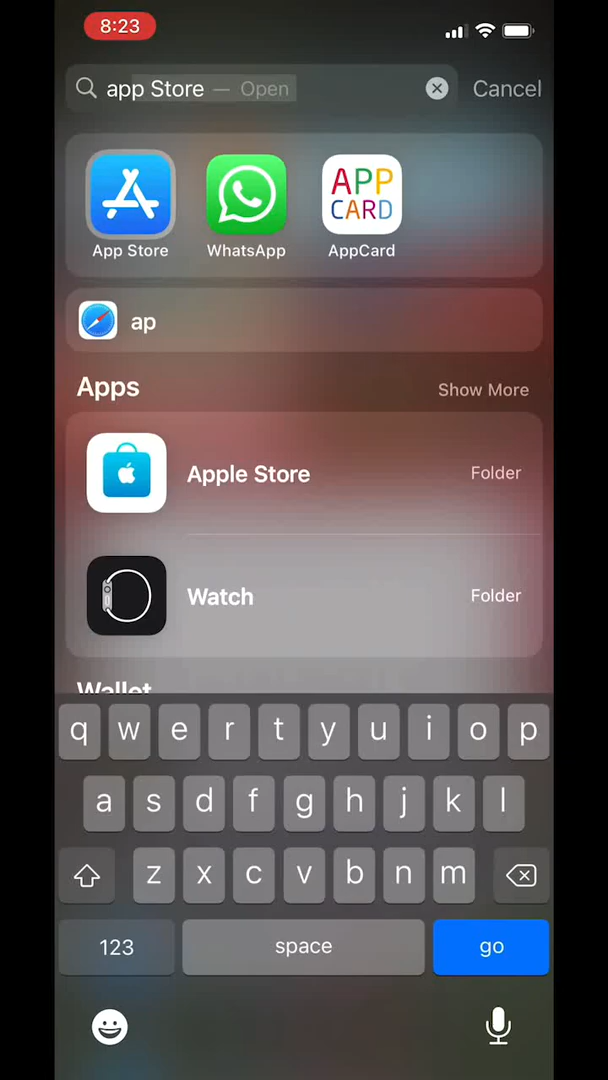 8:23
app Store — Open
Cancel
APP
CARD
App Store
WhatsApp
AppCard
ap
Apps
Show More
Apple Store
Folder
Watch
Folder
Wallet
q w e r t y u i o p
a s d f g h j k l
z x c v b n m
123
space
go